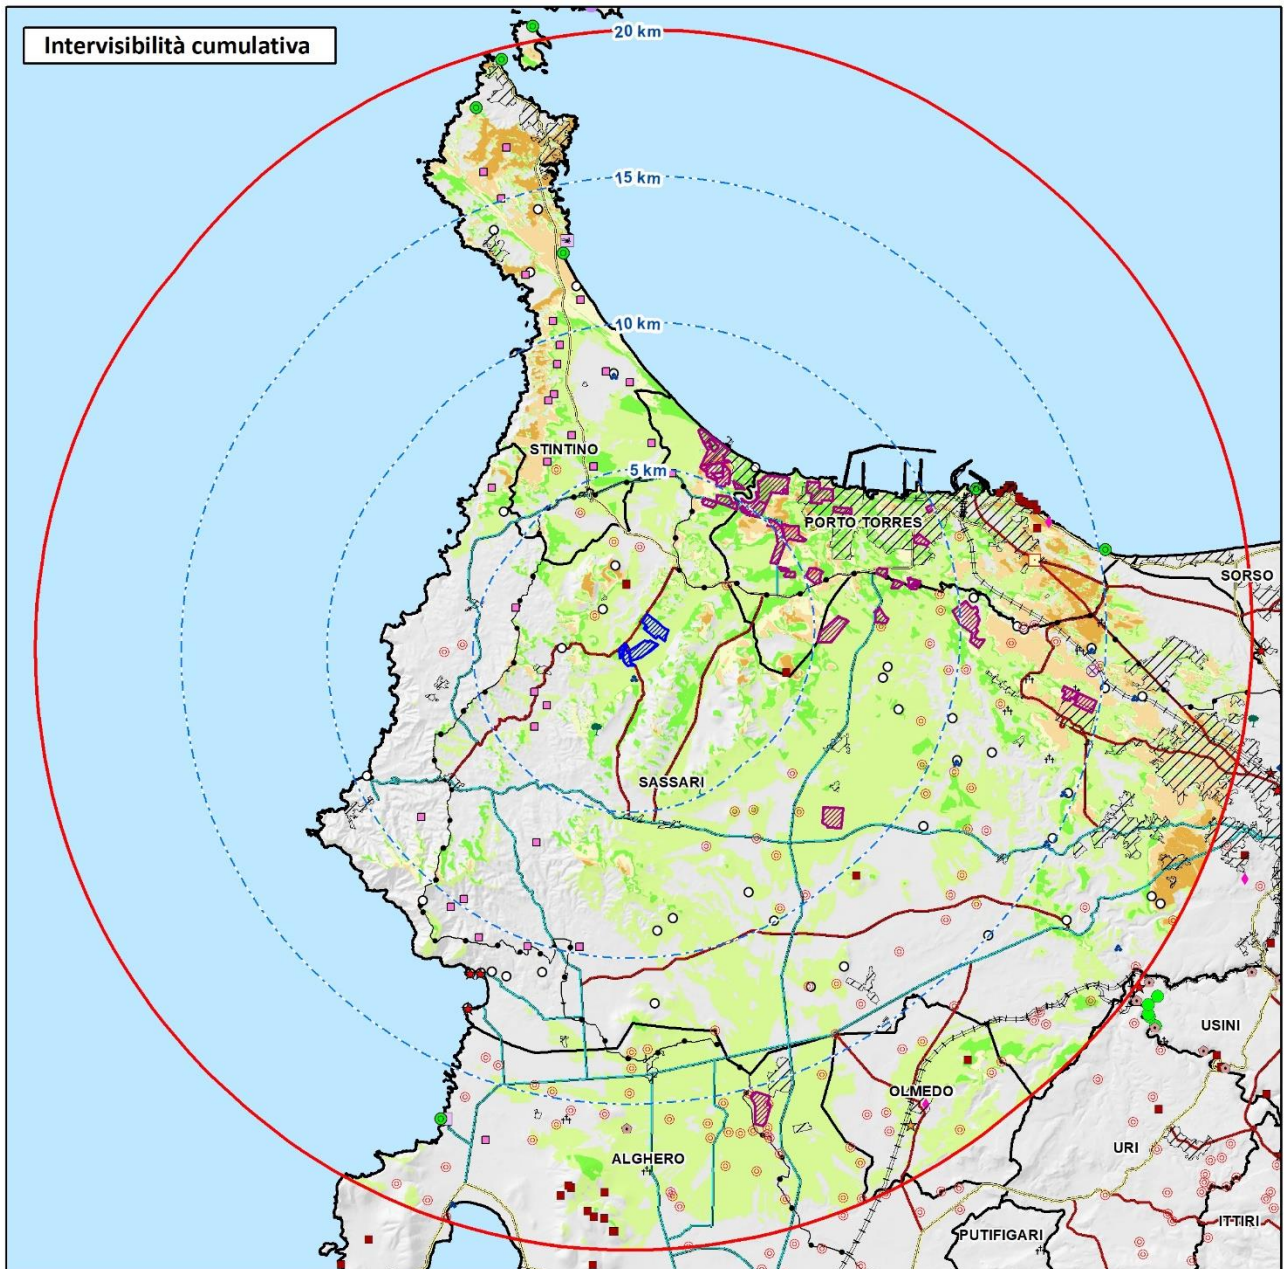 20 km
Intervisibilità cumulativa
15 km
10 km
STINTINO
5 km
PORTO TORRES
SORSO
SASSARI
USINI
OLMEDO
URI
ALGHERO
ITTIRI
PUTIFIGARI